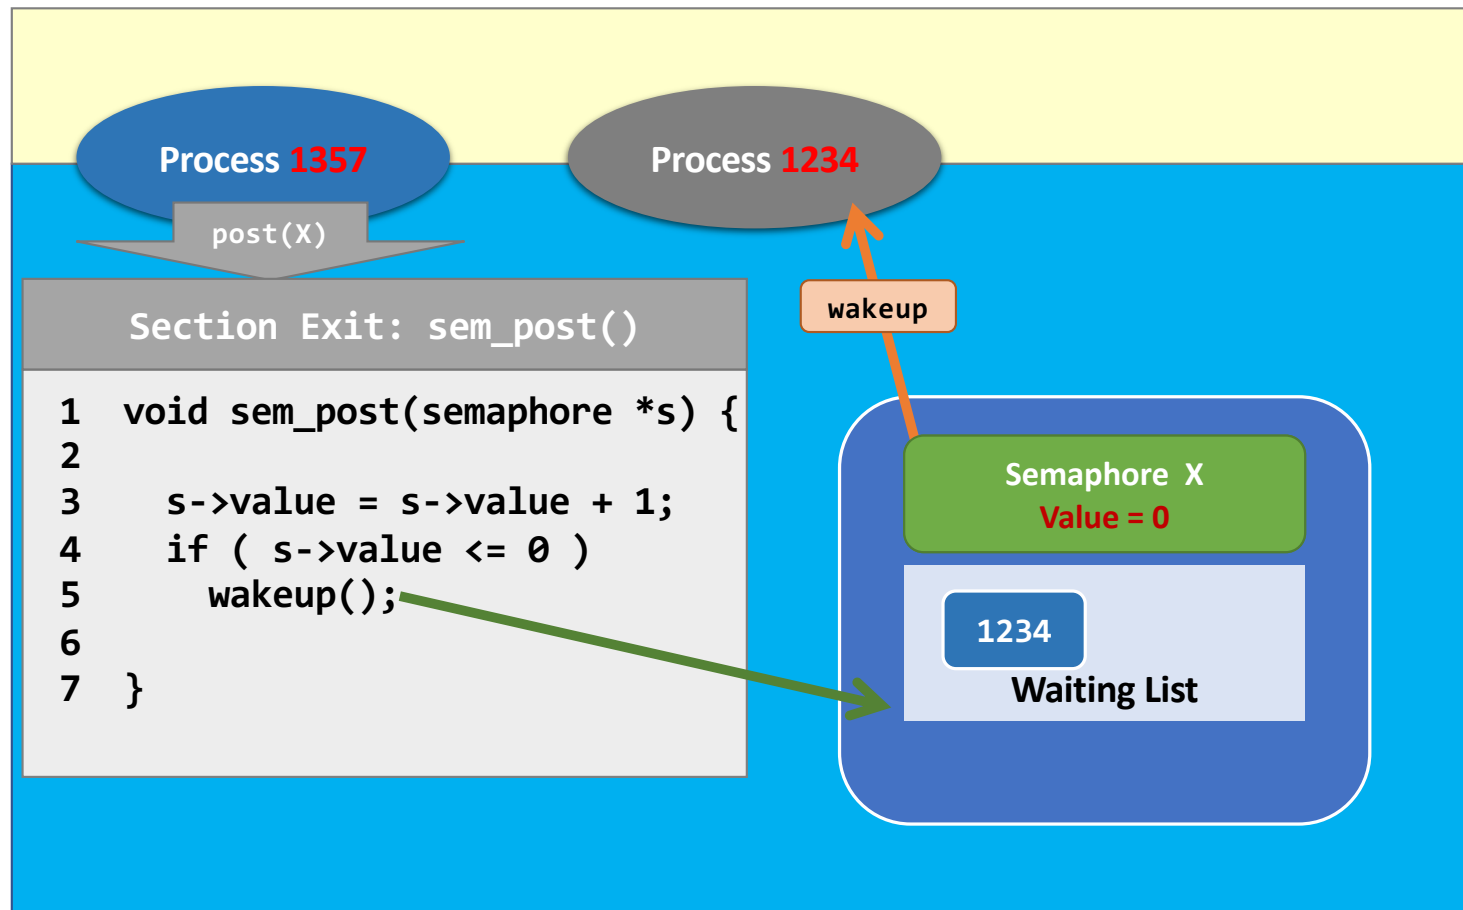 Process 1357
Process 1234
post(X)
wakeup
Section Exit: sem_post()
1 void sem_post(semaphore *s) {
2
3 s->value = s->value + 1;
4 if ( s->value <= 0 )
5 wakeup();
6
7 }
Semaphore X
Value = 0
1234
Waiting List